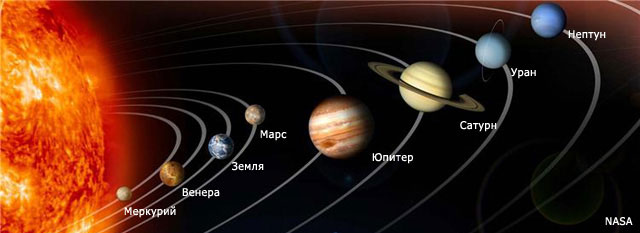 Меркурий
Венера
Земля
Марс
Юпитер
Сатурн
Уран
Нептун
NASA